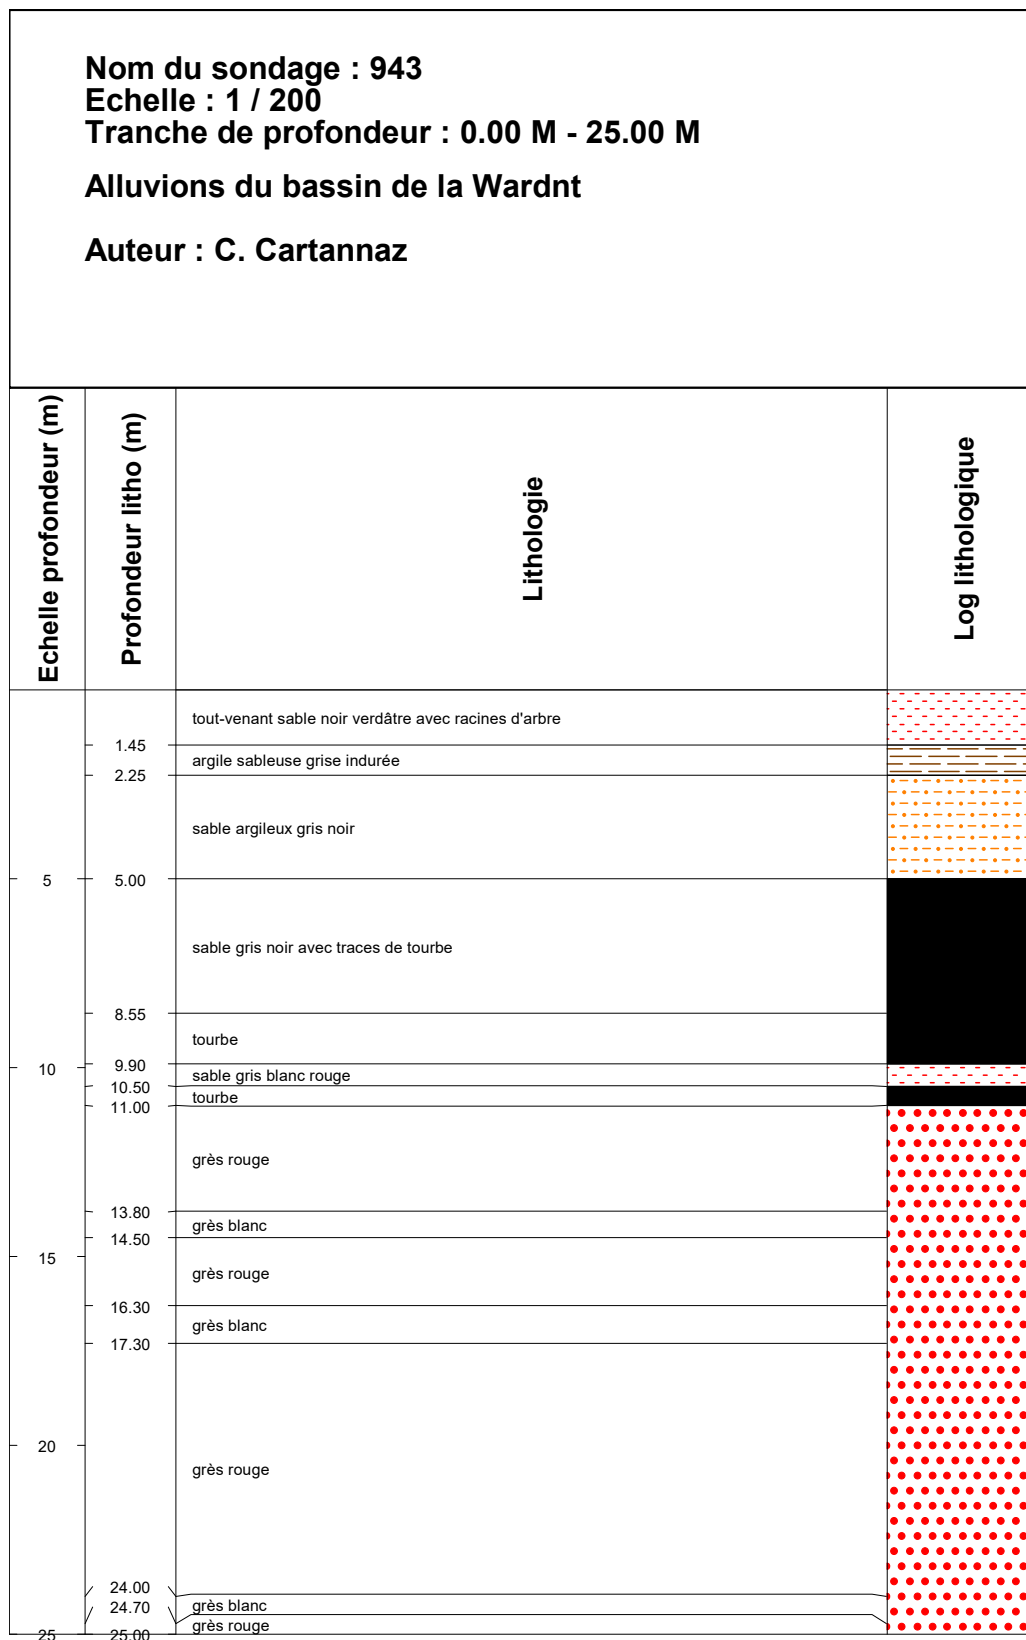 Nom du sondage : 943
Echelle : 1 / 200
Tranche de profondeur : 0.00 M - 25.00 M
Alluvions du bassin de la Wardnt
Auteur : C. Cartannaz
Echelle profondeur (m)
Profondeur litho (m)
Lithologie
Log lithologique
tout-venant sable noir verdâtre avec racines d'arbre
1.45
argile sableuse grise indurée
2.25
sable argileux gris noir
5 5.00
sable gris noir avec traces de tourbe
8.55
tourbe
9.90
10
sable gris blanc rouge
10.50
tourbe
11.00
grès rouge
13.80
grès blanc
14.50
15
grès rouge
16.30
grès blanc
17.30
20
grès rouge
24.00
grès blanc
24.70
grès rouge
25 25.00